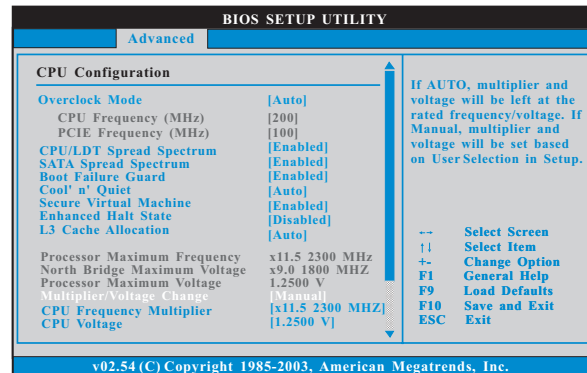 BIOS SETUP UTILITY
Advanced
CPU Configuration
Overclock Mode [Auto]
CPU Frequency (MHz) [200]
PCIE Frequency (MHz) [100]
CPU/LDT Spread Spectrum [Enabled]
SATA Spread Spectrum [Enabled]
Boot Failure Guard [Enabled]
Cool' n' Quiet [Auto]
Secure Virtual Machine [Enabled]
Enhanced Halt State [Disabled]
L3 Cache Allocation [Auto]
Processor Maximum Frequency x11.5 2300 MHz
North Bridge Maximum Voltage x9.0 1800 MHZ
Processor Maximum Voltage 1.2500 V
Multiplier/Voltage Change [Manual]
CPU Frequency Multiplier [x11.5 2300 MHZ]
CPU Voltage [1.2500 V]
If AUTO, multiplier and
voltage will be left at the
rated frequency/voltage. If
Manual, multiplier and
voltage will be set based
on User Selection in Setup.
←→ Select Screen
↑↓ Select Item
+- Change Option
F1 General Help
F9 Load Defaults
F10 Save and Exit
ESC Exit
v02.54 (C) Copyright 1985-2003, American Megatrends, Inc.